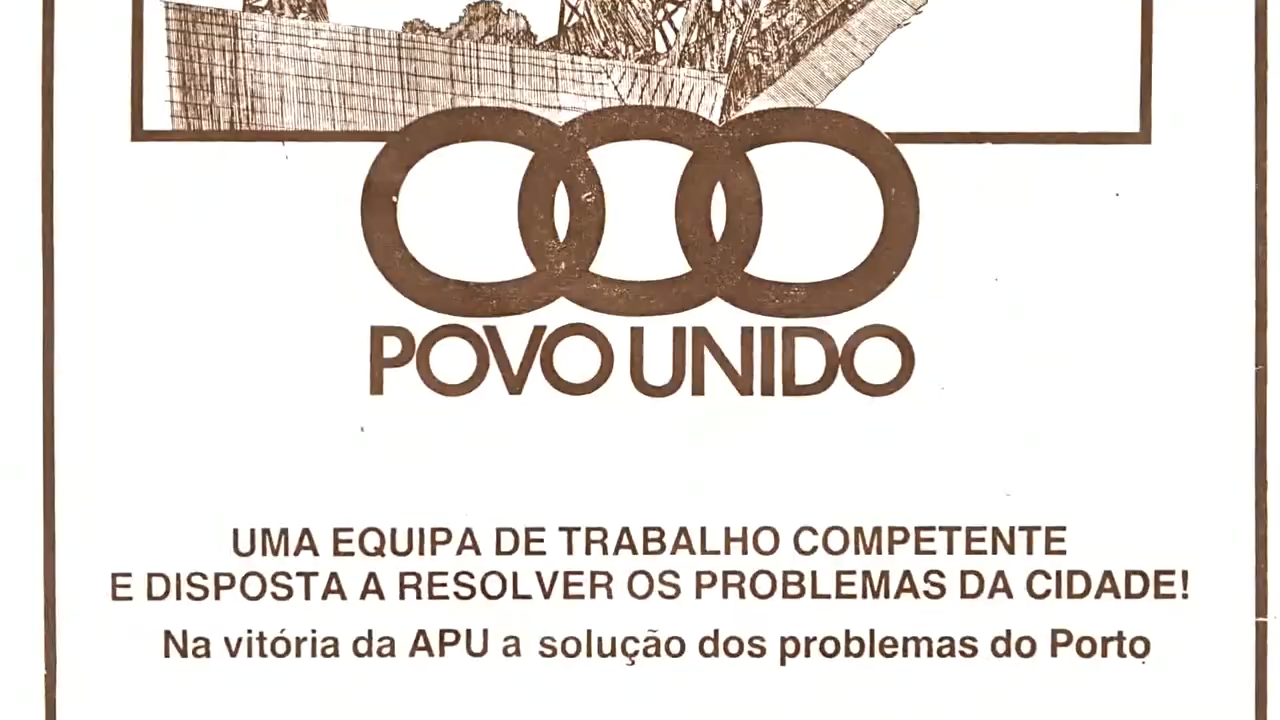 POVO UNIDO
UMA EQUIPA DE TRABALHO COMPETENTE
E DISPOSTA A RESOLVER OS PROBLEMAS DA CIDADE!
Na vitória da APU a solução dos problemas do Porto